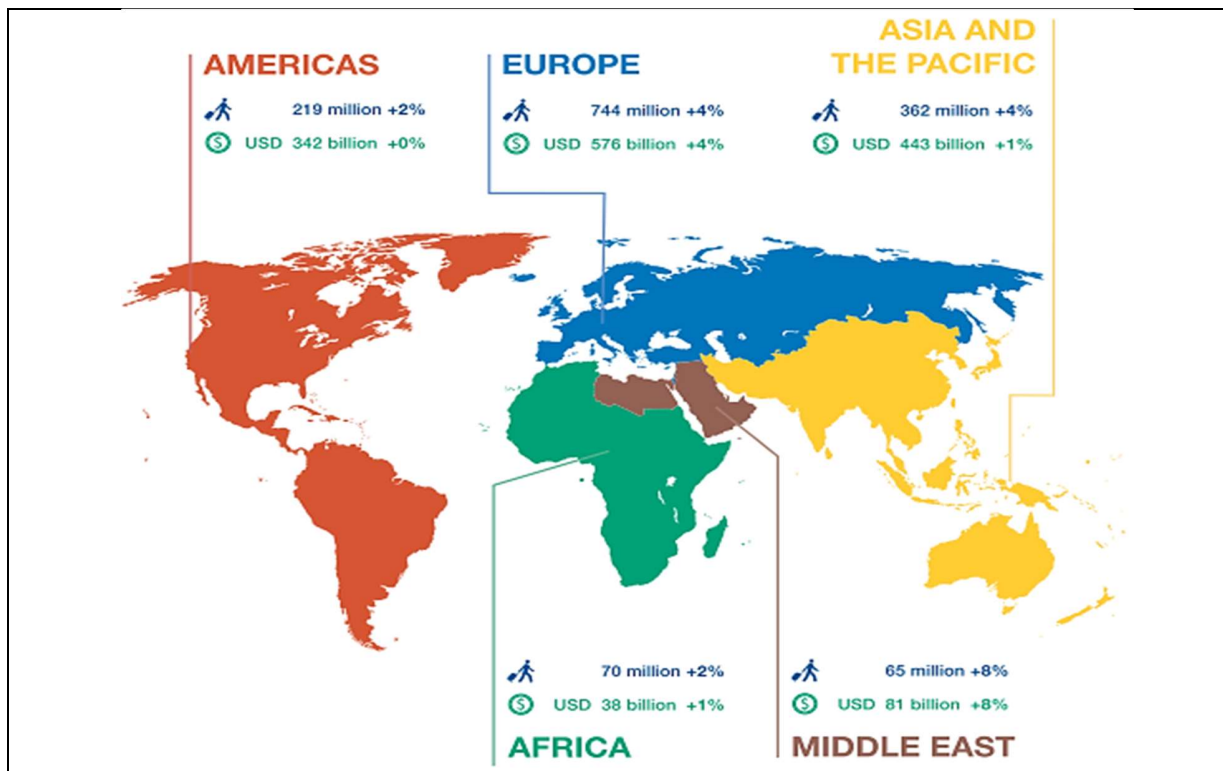 AMERICAS
219 million +2%
USD 342 billion +0%
EUROPE
744 million +4%
USD 576 billion +4%
ASIA AND
THE PACIFIC
362 million +4%
USD 443 billion +1%
70 million +2%
USD 38 billion +1%
AFRICA
65 million +8%
USD 81 billion +8%
MIDDLE EAST